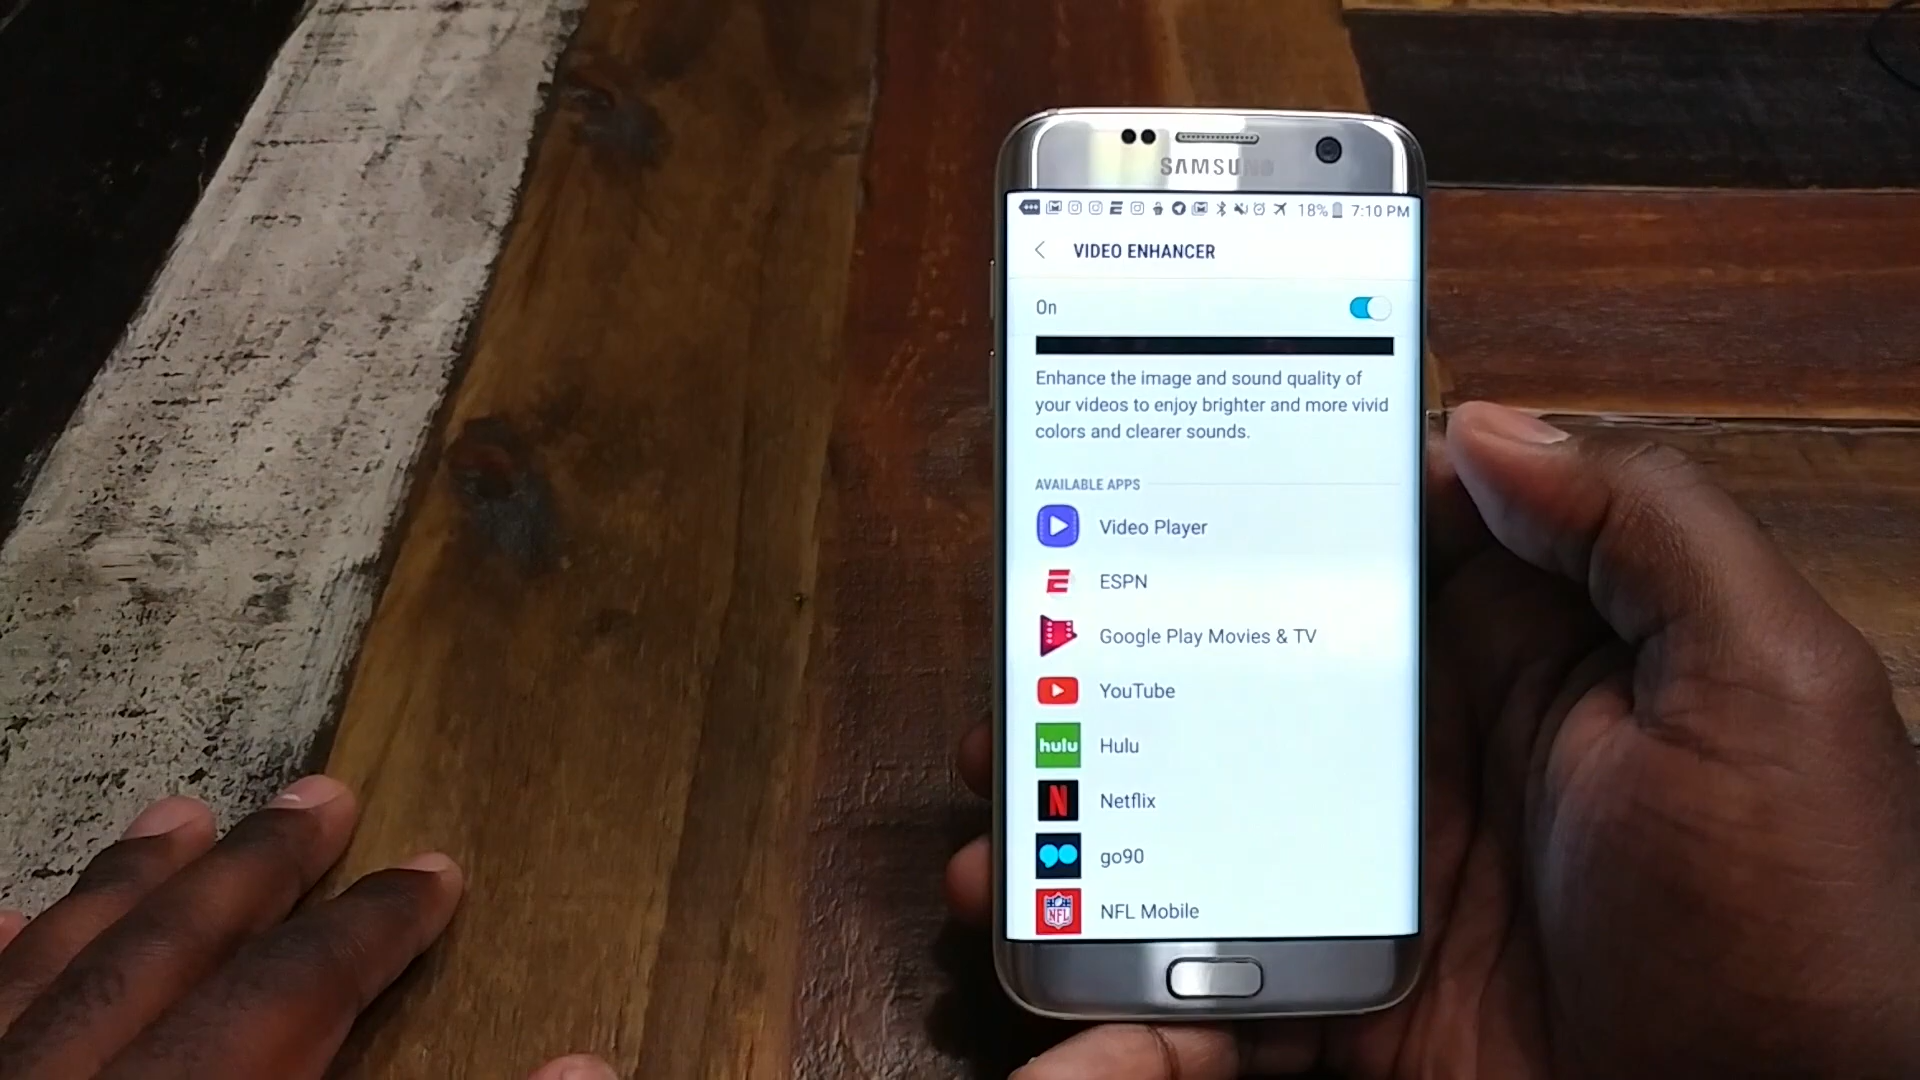 SAMSUNG
18% 7:10 PM
VIDEO ENHANCER
On
Enhance the image and sound quality of
your videos to enjoy brighter and more vivid
colors and clearer sounds.
AVAILABLE APPS
Video Player
ESPN
Google Play Movies & TV
YouTube
hulu Hulu
N Netflix
go90
NFL NFL Mobile